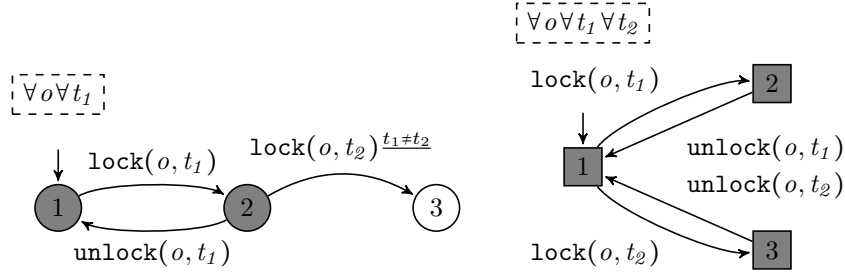 ∀o∀t₁
lock(o, t₁)
lock(o, t₂) t₁≠t₂
1
2
3
unlock(o, t₁)
∀o∀t₁∀t₂
lock(o, t₁)
2
1
unlock(o, t₁)
unlock(o, t₂)
lock(o, t₂)
3